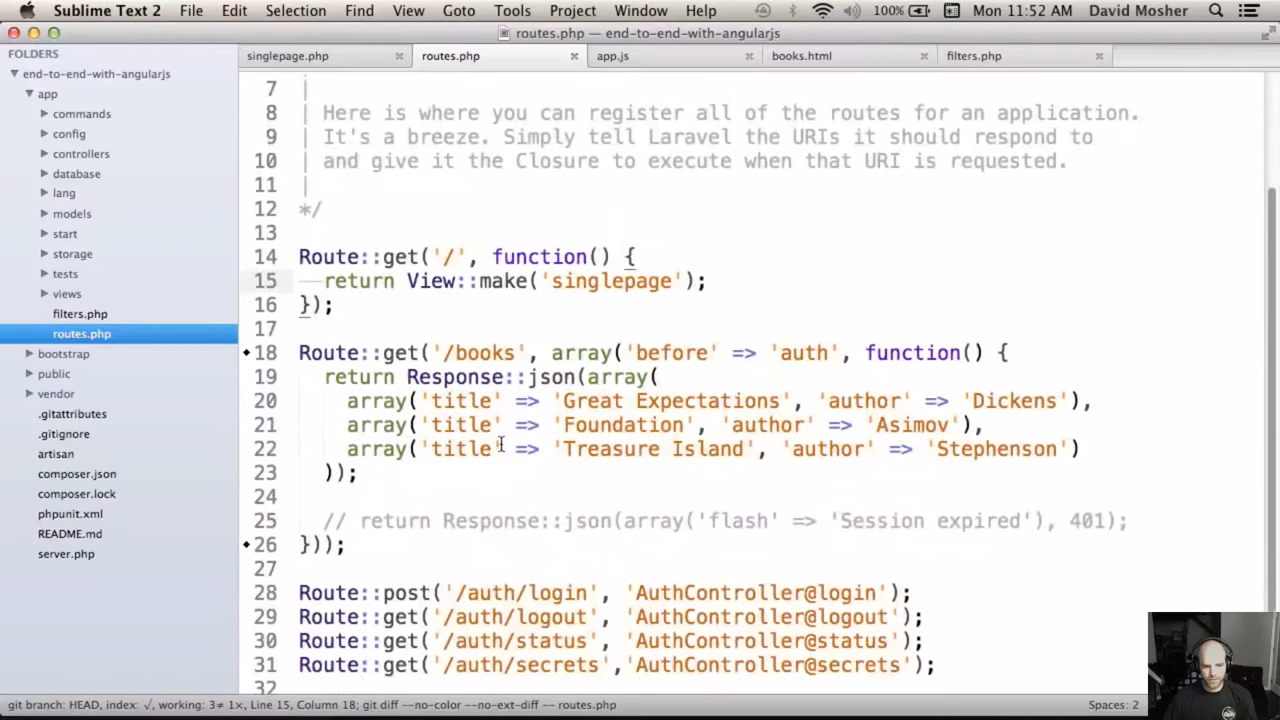 Sublime Text 2 File Edit Selection Find View Goto Tools Project Window Help 100% Mon 11:52 AM David Mosher
routes.php — end-to-end-with-angularjs
FOLDERS
end-to-end-with-angularjs
app
commands
config
controllers
database
lang
models
start
storage
tests
views
filters.php
routes.php
bootstrap
public
vendor
.gitattributes
.gitignore
artisan
composer.json
composer.lock
phpunit.xml
README.md
server.php
singlepage.php × routes.php × app.js × books.html × filters.php ×
7 |
8 | Here is where you can register all of the routes for an application.
9 | It's a breeze. Simply tell Laravel the URIs it should respond to
10 | and give it the Closure to execute when that URI is requested.
11 |
12 */
13
14 Route::get('/', function() {
15 return View::make('singlepage');
16 });
17
18 Route::get('/books', array('before' => 'auth', function() {
19 return Response::json(array(
20 array('title' => 'Great Expectations', 'author' => 'Dickens'),
21 array('title' => 'Foundation', 'author' => 'Asimov'),
22 array('title' => 'Treasure Island', 'author' => 'Stephenson')
23 ));
24
25 // return Response::json(array('flash' => 'Session expired'), 401);
26 }));
27
28 Route::post('/auth/login', 'AuthController@login');
29 Route::get('/auth/logout', 'AuthController@logout');
30 Route::get('/auth/status', 'AuthController@status');
31 Route::get('/auth/secrets','AuthController@secrets');
32
git branch: HEAD, index: √, working: 3≠ 1×, Line 15, Column 18; git diff --no-color --no-ext-diff -- routes.php Spaces: 2